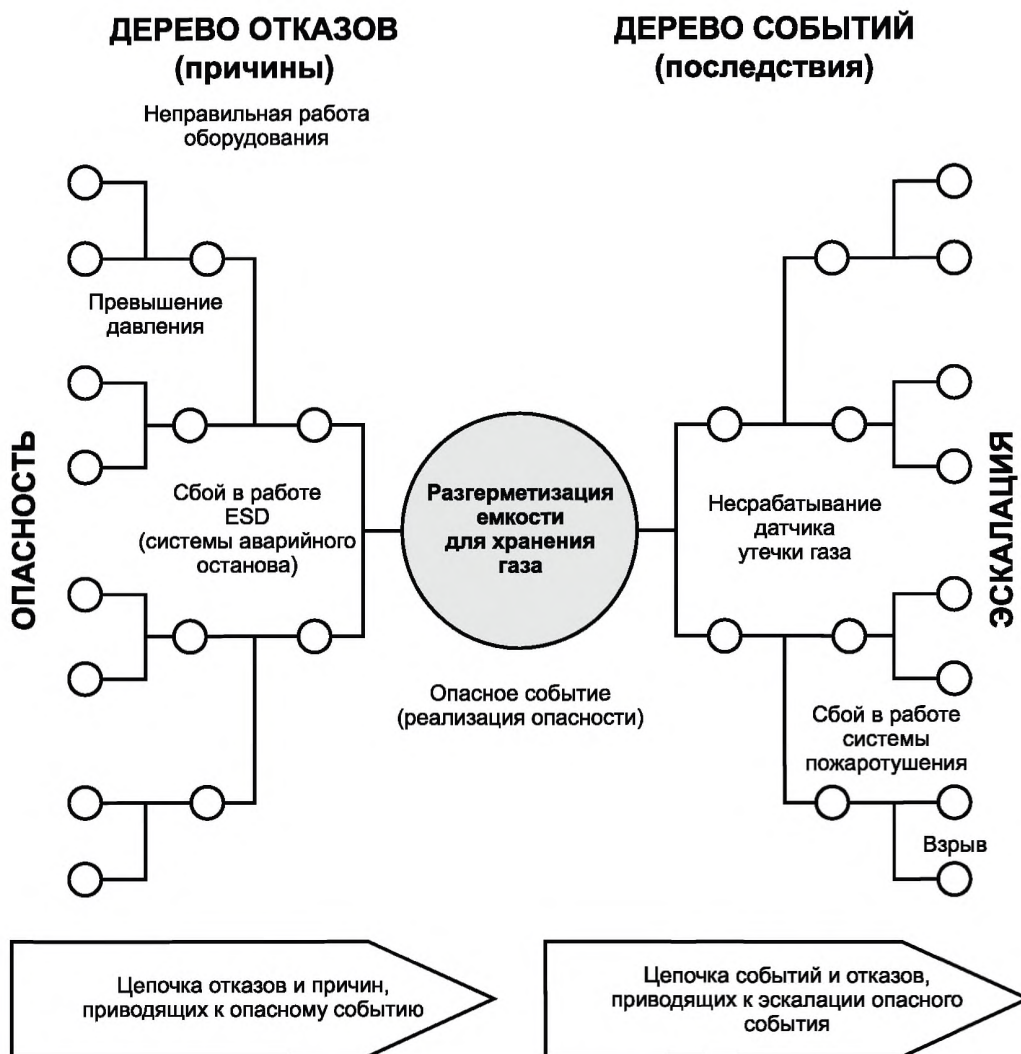 ДЕРЕВО ОТКАЗОВ
(причины)
ДЕРЕВО СОБЫТИЙ
(последствия)
Неправильная работа
оборудования
Превышение
давления
ОПАСНОСТЬ
Сбой в работе
ESD
(системы аварийного
останова)
Разгерметизация
емкости
для хранения
газа
Несрабатывание
датчика
утечки газа
ЭСКАЛАЦИЯ
Опасное событие
(реализация опасности)
Сбой в работе
системы
пожаротушения
Взрыв
Цепочка отказов и причин,
приводящих к опасному событию
Цепочка событий и отказов,
приводящих к эскалации опасного
события